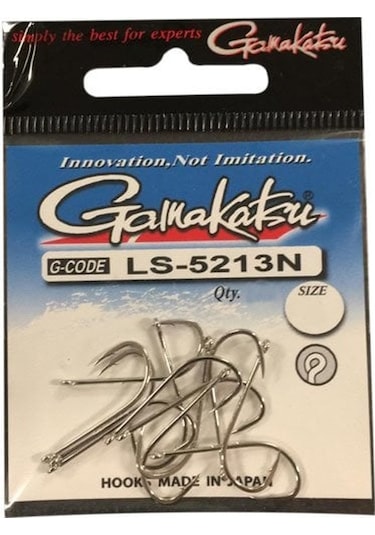 simply the best for experts
Gamakatsu
Innovation, Not Imitation.
Gamakatsu®
G-CODE LS-5213N
Qty. SIZE
HOOKS MADE IN JAPAN